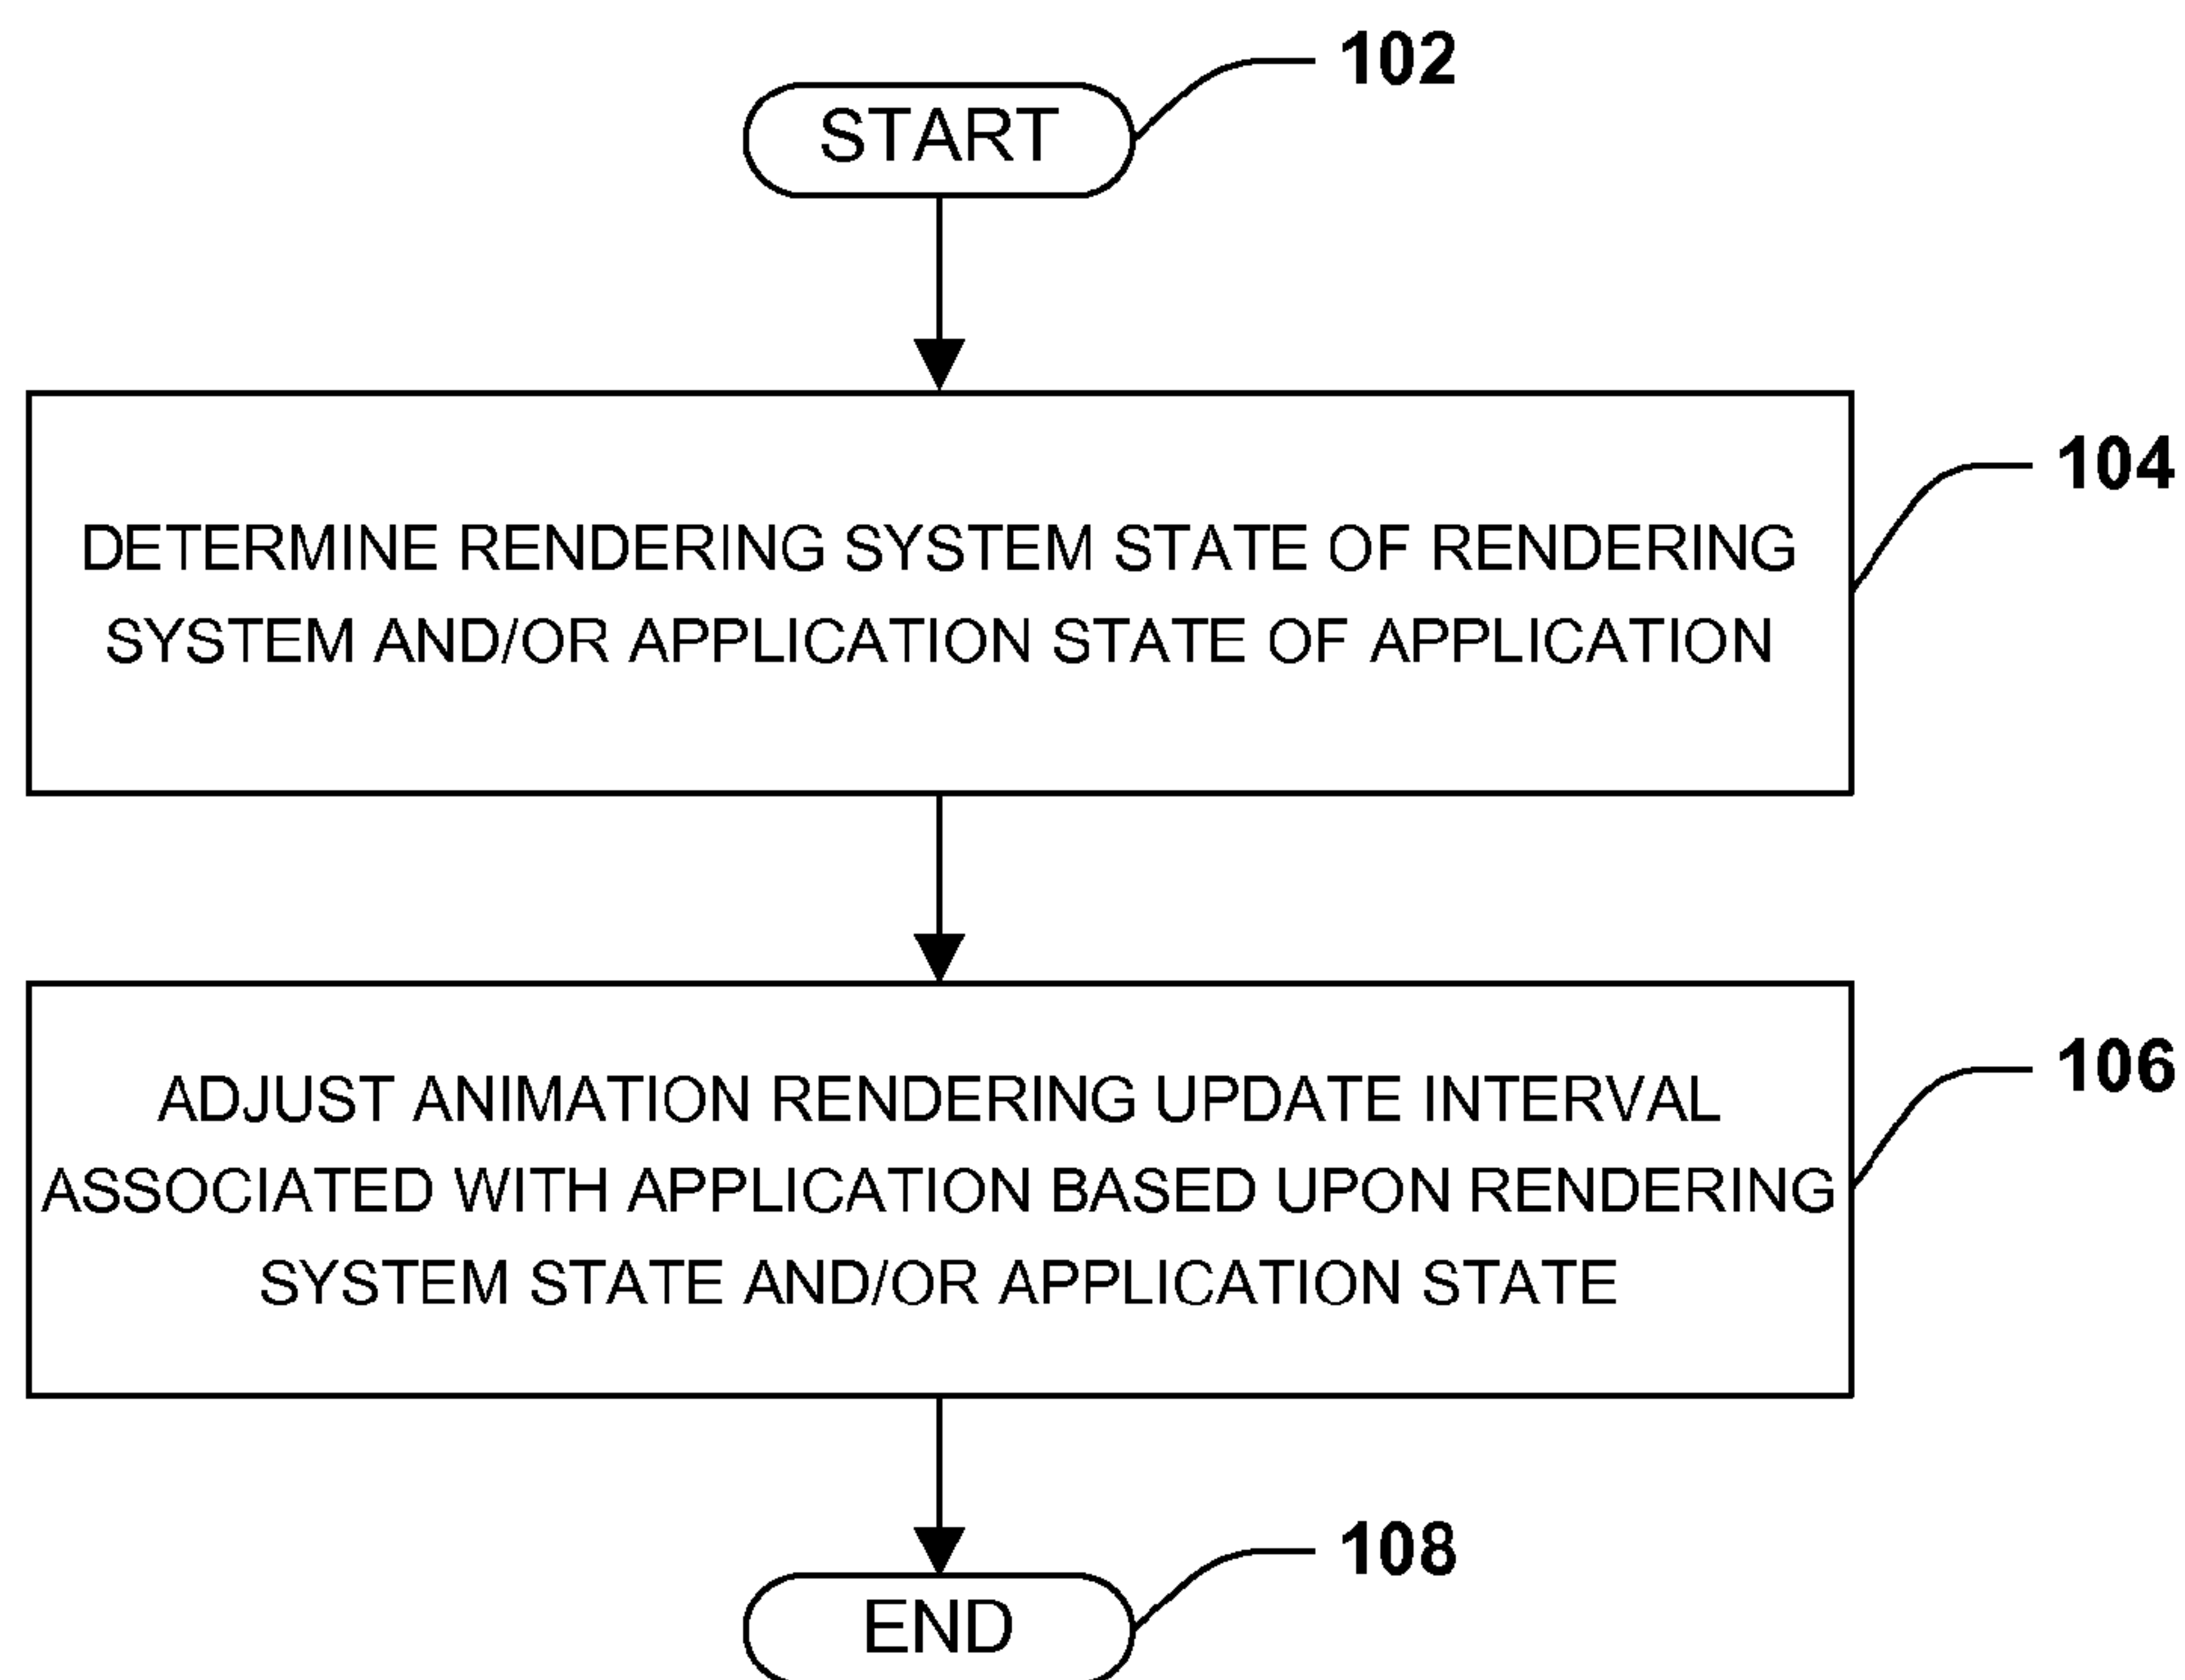 102
START
104
DETERMINE RENDERING SYSTEM STATE OF RENDERING
SYSTEM AND/OR APPLICATION STATE OF APPLICATION
106
ADJUST ANIMATION RENDERING UPDATE INTERVAL
ASSOCIATED WITH APPLICATION BASED UPON RENDERING
SYSTEM STATE AND/OR APPLICATION STATE
108
END